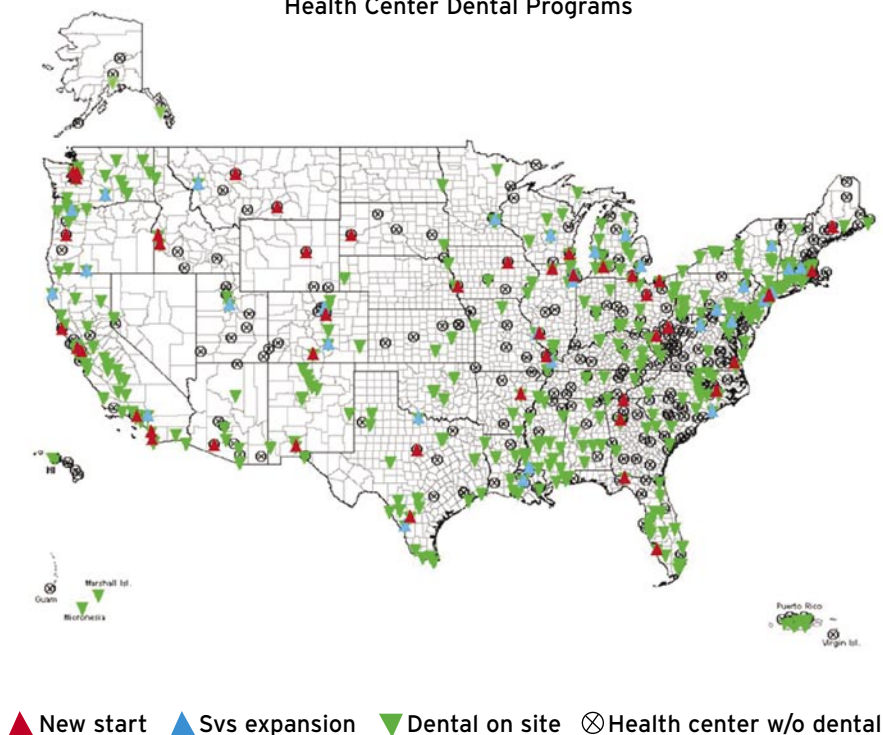 Health Center Dental Programs
HI
Marshall Isl.
Guam
Micronesia
Puerto Rico
Virgin Isl.
New start Svs expansion Dental on site Health center w/o dental